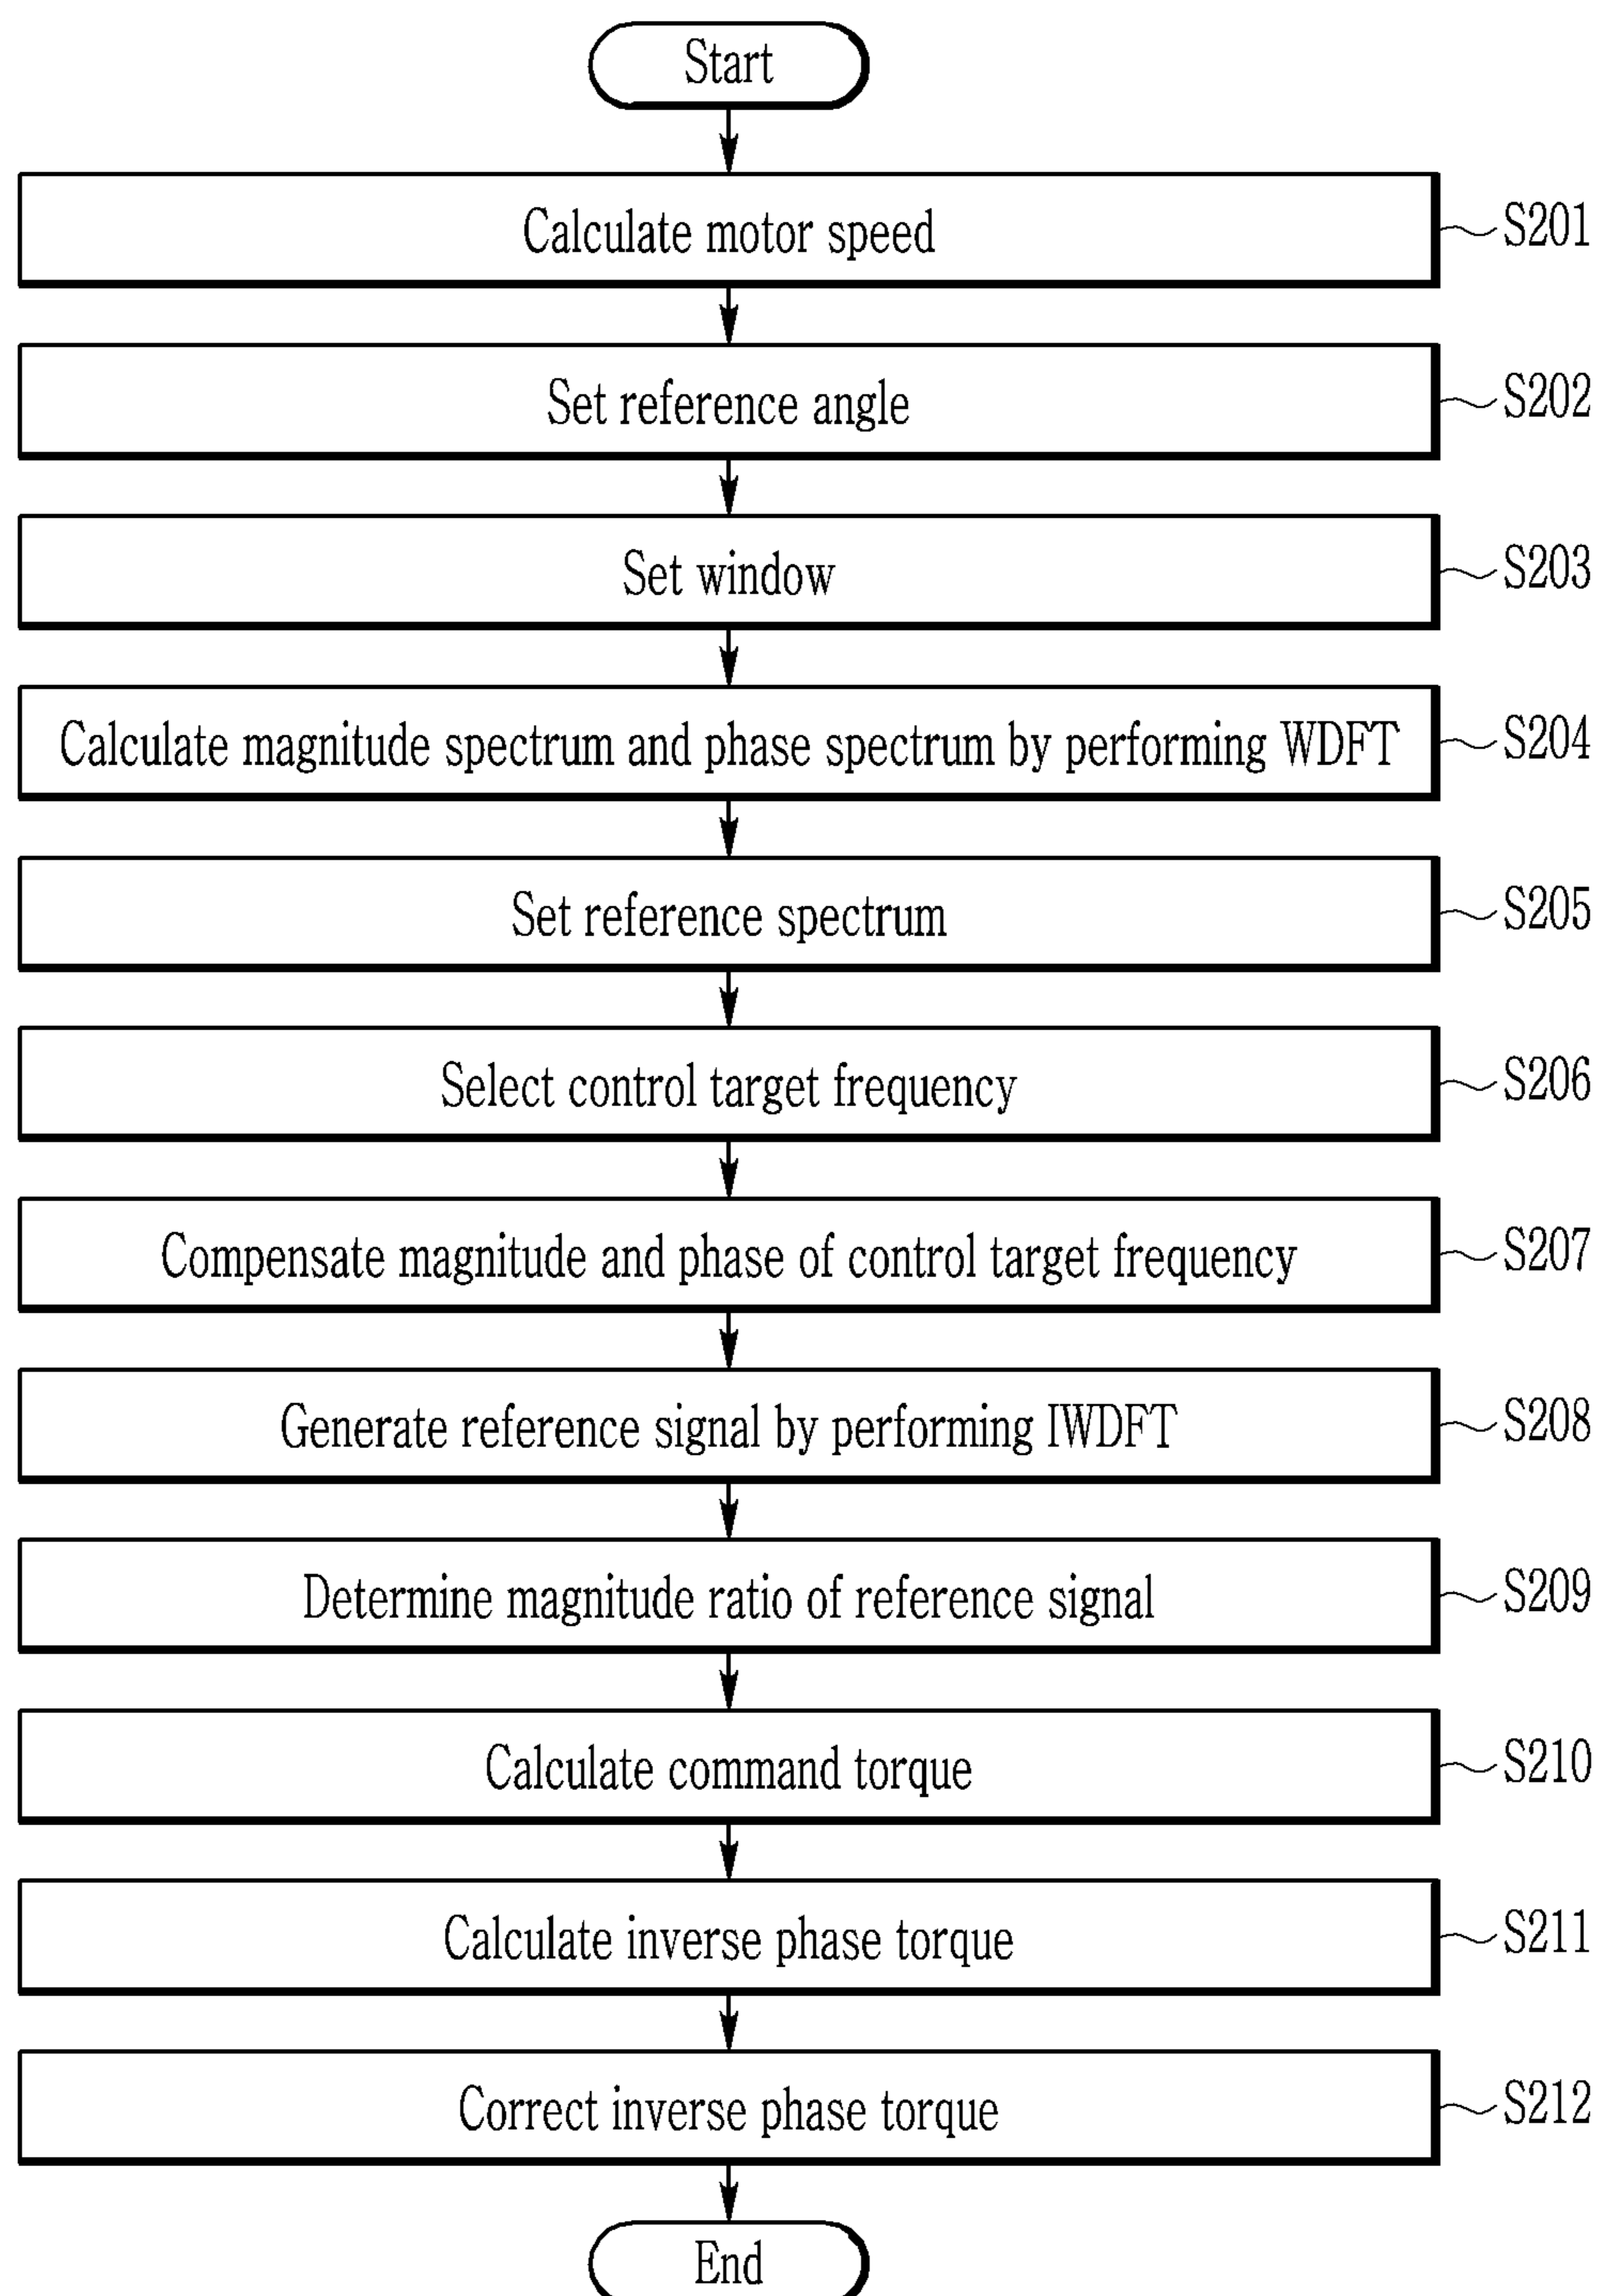 Start
Calculate motor speed
S201
Set reference angle
S202
Set window
S203
Calculate magnitude spectrum and phase spectrum by performing WDFT
S204
Set reference spectrum
S205
Select control target frequency
S206
Compensate magnitude and phase of control target frequency
S207
Generate reference signal by performing IWDFT
S208
Determine magnitude ratio of reference signal
S209
Calculate command torque
S210
Calculate inverse phase torque
S211
Correct inverse phase torque
S212
End